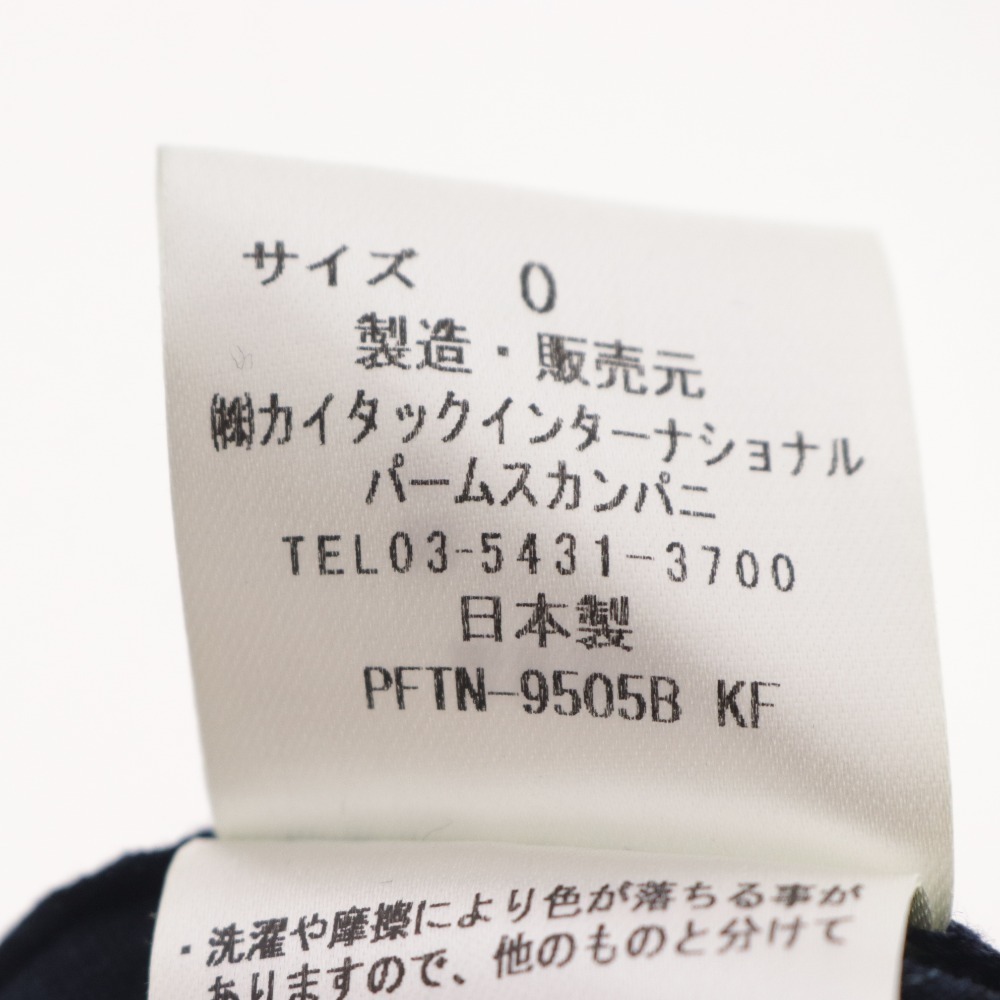 サイズ 0
製造・販売元
㈱カイタックインターナショナル
パームスカンパニ
TEL03-5431-3700
日本製
PFTN-9505B KF
・洗濯や摩擦により色が落ちる事が
ありますので、他のものと分けて